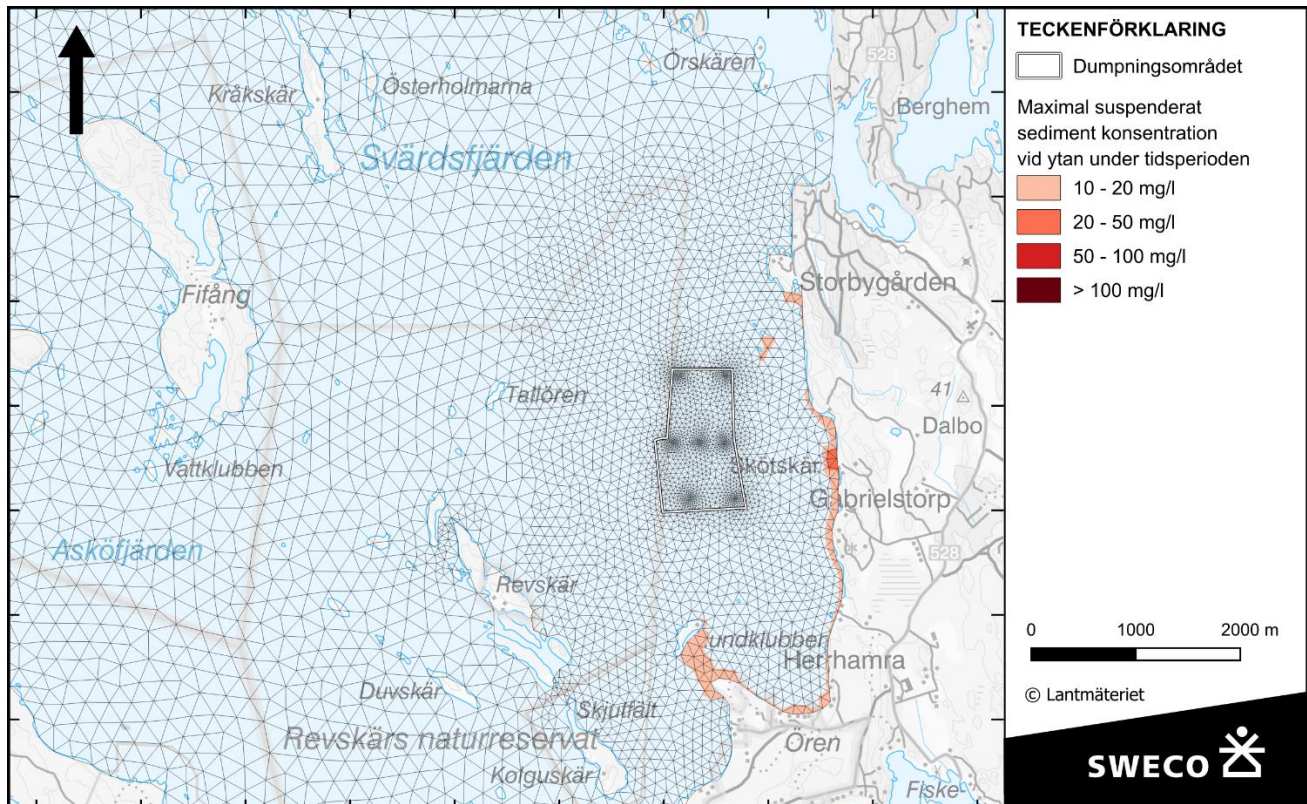 Örskären
528
Kråkskär
Österholmarna
Berghem
Svärdsfjärden
Storbygården
Fifång
Tallören
41
Dalbo
Vattklubben
Skötskär
Gabrielstorp
Asköfjärden
528
Revskär
undklubben
Herrhamra
Duvskär
Skjutfält
Revskärs naturreservat
Ören
Kofguskär
Fiske-
TECKENFÖRKLARING
Dumpningsområdet
Maximal suspenderat
sediment konsentration
vid ytan under tidsperioden
10 - 20 mg/l
20 - 50 mg/l
50 - 100 mg/l
> 100 mg/l
0 1000 2000 m
© Lantmäteriet
SWECO